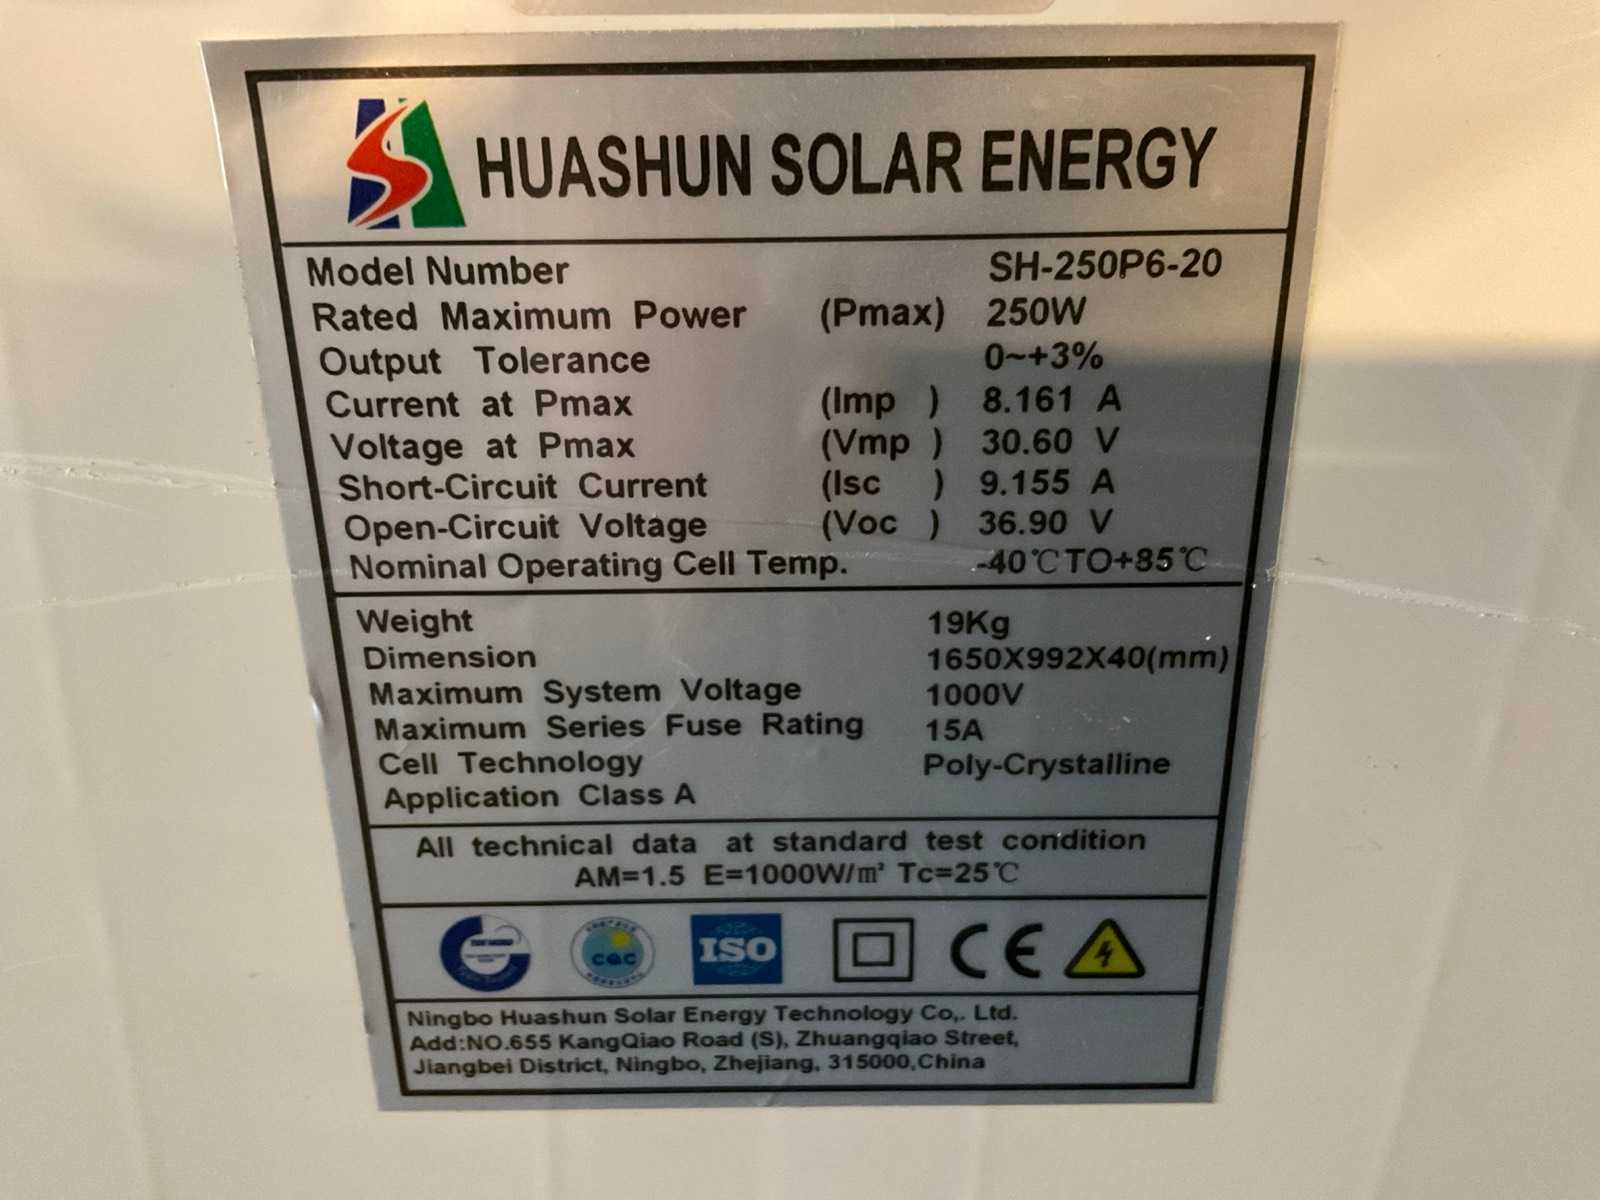 HUASHUN SOLAR ENERGY
Model Number SH-250P6-20
Rated Maximum Power (Pmax) 250W
Output Tolerance 0~+3%
Current at Pmax (Imp ) 8.161 A
Voltage at Pmax (Vmp ) 30.60 V
Short-Circuit Current (Isc ) 9.155 A
Open-Circuit Voltage (Voc ) 36.90 V
Nominal Operating Cell Temp. -40℃TO+85℃
Weight 19Kg
Dimension 1650X992X40(mm)
Maximum System Voltage 1000V
Maximum Series Fuse Rating 15A
Cell Technology Poly-Crystalline
Application Class A
All technical data at standard test condition
AM=1.5 E=1000W/m² Tc=25℃
CQC ISO CE
Ningbo Huashun Solar Energy Technology Co,. Ltd.
Add:NO.655 KangQiao Road (S), Zhuangqiao Street,
Jiangbei District, Ningbo, Zhejiang, 315000,China